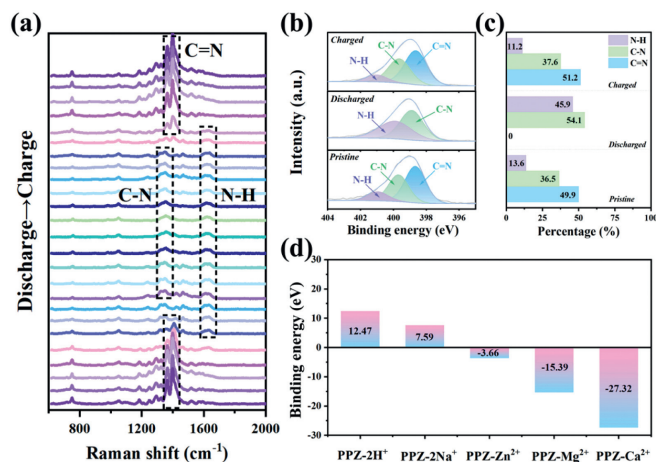 (a)
Discharge→Charge
C=N
C-N
N-H
800 1200 1600 2000
Raman shift (cm⁻¹)
(b)
Intensity (a.u.)
Charged
N-H
C-N
C=N
Discharged
N-H
C-N
Pristine
N-H
C-N
C=N
404 402 400 398 396 394
Binding energy (eV)
(c)
N-H
C-N
C=N
11.2
37.6
51.2
Charged
45.9
54.1
0
Discharged
13.6
36.5
49.9
Pristine
0 25 50 75 100
Percentage (%)
(d)
Binding energy (eV)
30
20
10
0
-10
-20
-30
12.47
7.59
-3.66
-15.39
-27.32
PPZ-2H⁺ PPZ-2Na⁺ PPZ-Zn²⁺ PPZ-Mg²⁺ PPZ-Ca²⁺